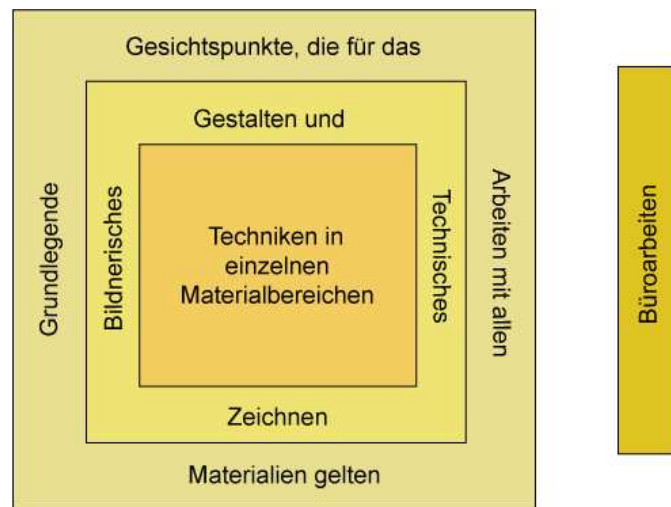 Grundlegende
Gesichtspunkte, die für das
Arbeiten mit allen
Materialien gelten
Bildnerisches
Gestalten und
Technisches
Zeichnen
Techniken in
einzelnen
Materialbereichen
Büroarbeiten